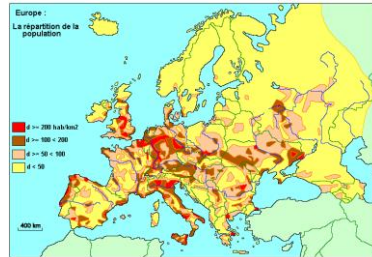 Europe :
La répartition de la
population
d >= 200 hab/km2
d >= 100 < 200
d >= 50 < 100
d < 50
400 km